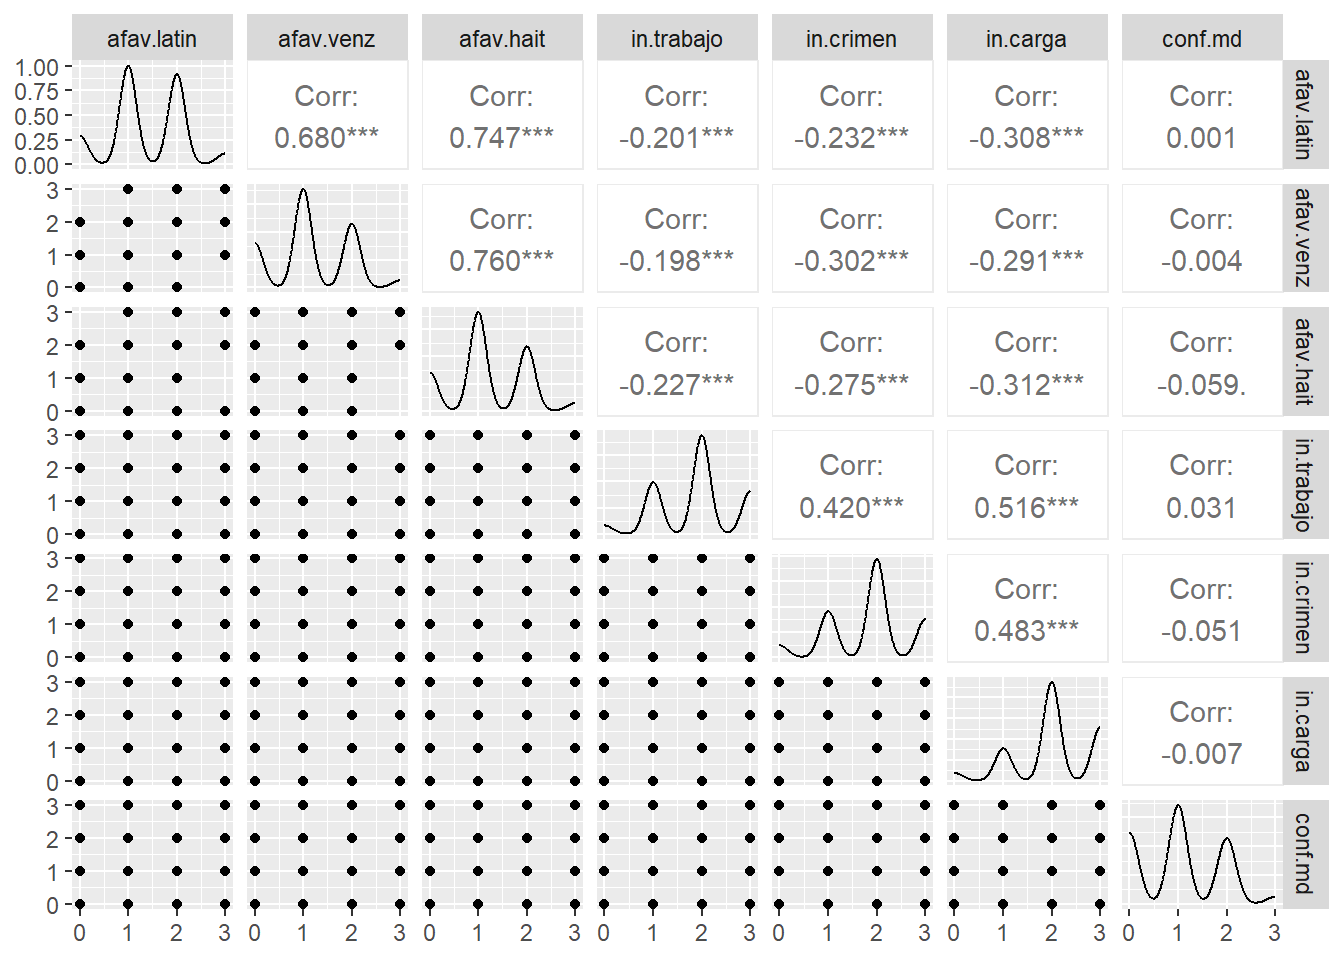 afav.latin afav.venz afav.hait in.trabajo in.crimen in.carga conf.md
1.00
0.75
0.50
0.25
0.00
Corr: Corr: Corr: Corr: Corr: Corr:
0.680*** 0.747*** -0.201*** -0.232*** -0.308*** 0.001
afav.latin
3
2
1
0
Corr: Corr: Corr: Corr: Corr:
0.760*** -0.198*** -0.302*** -0.291*** -0.004
afav.venz
3
2
1
0
Corr: Corr: Corr: Corr:
-0.227*** -0.275*** -0.312*** -0.059.
afav.hait
3
2
1
0
Corr: Corr: Corr:
0.420*** 0.516*** 0.031
in.trabajo
3
2
1
0
Corr: Corr:
0.483*** -0.051
in.crimen
3
2
1
0
Corr:
-0.007
in.carga
3
2
1
0
conf.md
0 1 2 3 0 1 2 3 0 1 2 3 0 1 2 3 0 1 2 3 0 1 2 3 0 1 2 3